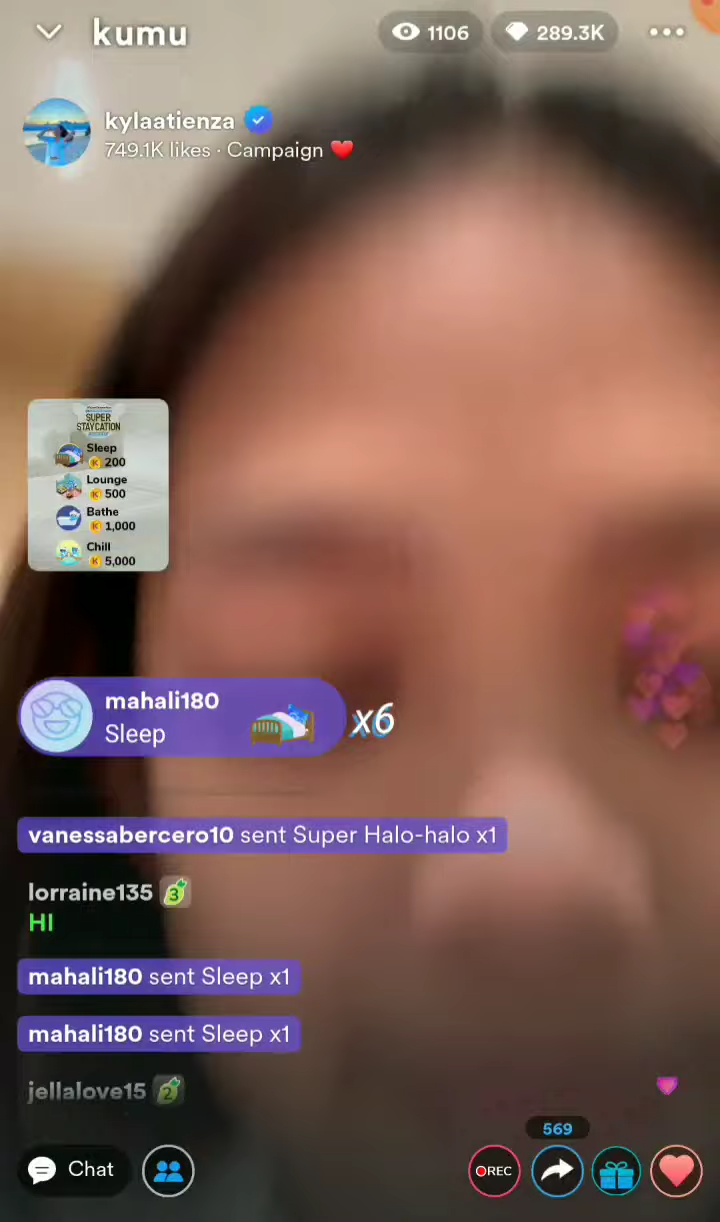 kumu
1106
289.3K
kylaatienza
749.1K likes · Campaign ❤️
SUPER
STAYCATION
Sleep
200
Lounge
500
Bathe
1,000
Chill
5,000
mahali180
Sleep
x6
vanessabercero10 sent Super Halo-halo x1
lorraine135 3
HI
mahali180 sent Sleep x1
mahali180 sent Sleep x1
jellalove15 2
569
Chat
REC